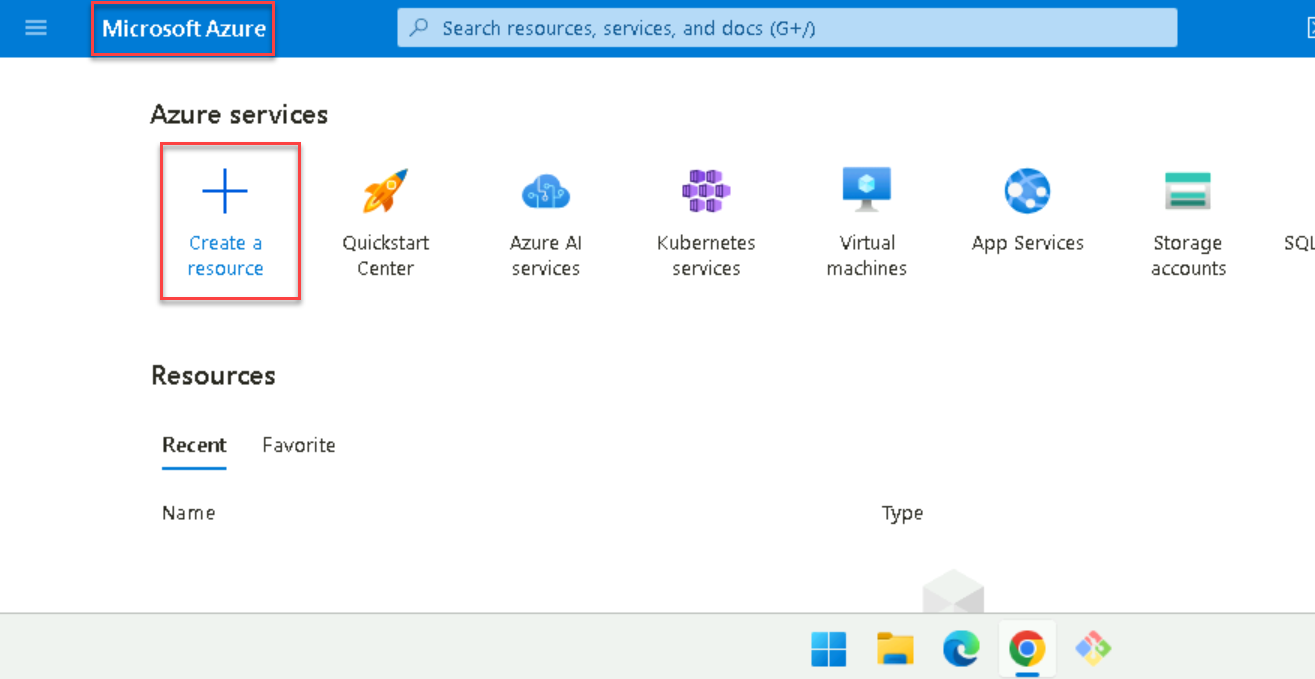 Microsoft Azure
Search resources, services, and docs (G+/)
Azure services
Create a
resource
Quickstart
Center
Azure AI
services
Kubernetes
services
Virtual
machines
App Services
Storage
accounts
SQL
Resources
Recent
Favorite
Name
Type